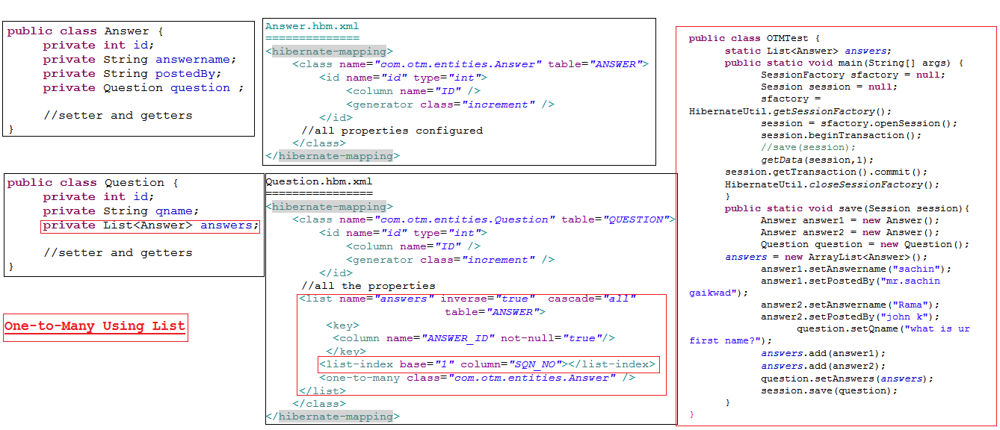 public class Answer {
private int id;
private String answername;
private String postedBy;
private Question question ;
//setter and getters
}
public class Question {
private int id;
private String qname;
private List<Answer> answers;
//setter and getters
}
One-to-Many Using List
Answer.hbm.xml
==============
<hibernate-mapping>
<class name="com.otm.entities.Answer" table="ANSWER">
<id name="id" type="int">
<column name="ID" />
<generator class="increment" />
</id>
//all properties configured
</class>
</hibernate-mapping>
Question.hbm.xml
================
<hibernate-mapping>
<class name="com.otm.entities.Question" table="QUESTION">
<id name="id" type="int">
<column name="ID" />
<generator class="increment" />
</id>
//all the properties
<list name="answers" inverse="true" cascade="all"
table="ANSWER">
<key>
<column name="ANSWER_ID" not-null="true"/>
</key>
<list-index base="1" column="SQN_NO"></list-index>
<one-to-many class="com.otm.entities.Answer" />
</list>
</class>
</hibernate-mapping>
public class OTMTest {
static List<Answer> answers;
public static void main(String[] args) {
SessionFactory sfactory = null;
Session session = null;
sfactory =
HibernateUtil.getSessionFactory();
session = sfactory.openSession();
session.beginTransaction();
//save(session);
getData(session,1);
session.getTransaction().commit();
HibernateUtil.closeSessionFactory();
}
public static void save(Session session){
Answer answer1 = new Answer();
Answer answer2 = new Answer();
Question question = new Question();
answers = new ArrayList<Answer>();
answer1.setAnswername("sachin");
answer1.setPostedBy("mr.sachin
gaikwad");
answer2.setAnswername("Rama");
answer2.setPostedBy("john k");
question.setQname("what is ur
first name?");
answers.add(answer1);
answers.add(answer2);
question.setAnswers(answers);
session.save(question);
}
}